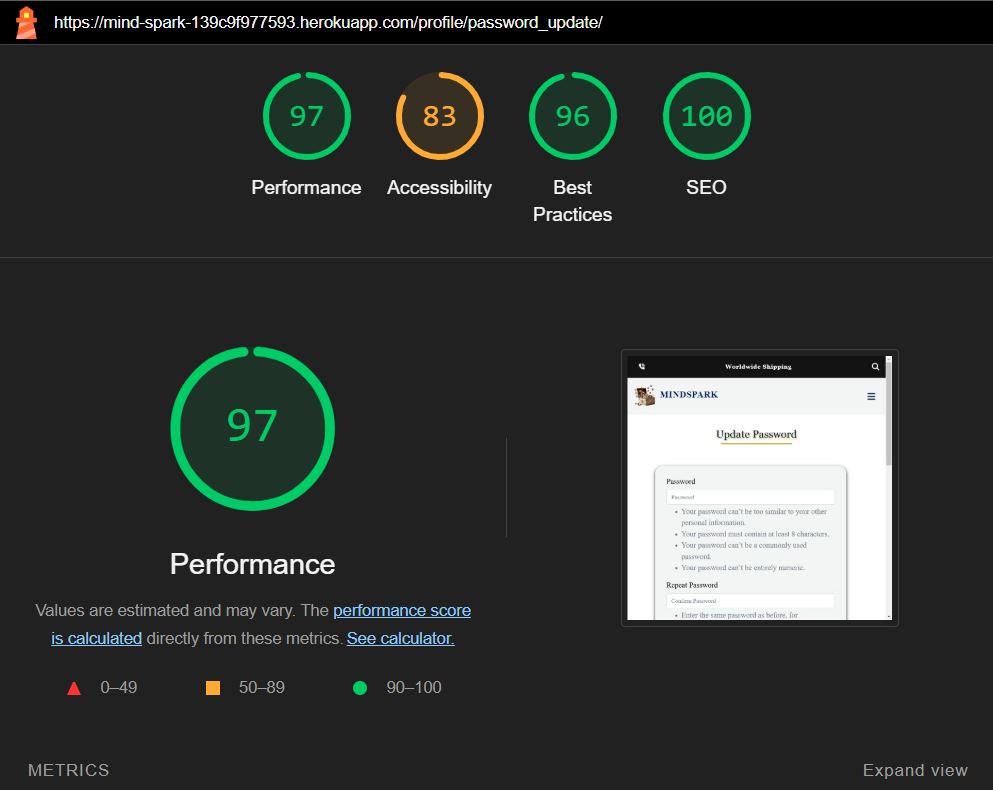 https://mind-spark-139c9f977593.herokuapp.com/profile/password_update/
97
83
96
100
Performance
Accessibility
Best
Practices
SEO
97
Performance
Values are estimated and may vary. The performance score
is calculated directly from these metrics. See calculator.
0–49
50–89
90–100
Worldwide Shipping
MINDSPARK
Update Password
Password
Password
• Your password can't be too similar to your other
personal information.
• Your password must contain at least 8 characters.
• Your password can't be a commonly used
password.
• Your password can't be entirely numeric.
Repeat Password
Confirm Password
• Enter the same password as before, for
METRICS
Expand view